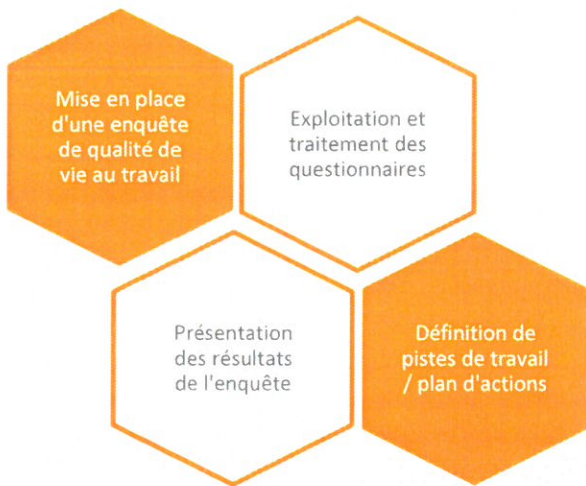 Mise en place
d'une enquête
de qualité de
vie au travail
Exploitation et
traitement des
questionnaires
Présentation
des résultats
de l'enquête
Définition de
pistes de travail
/ plan d'actions